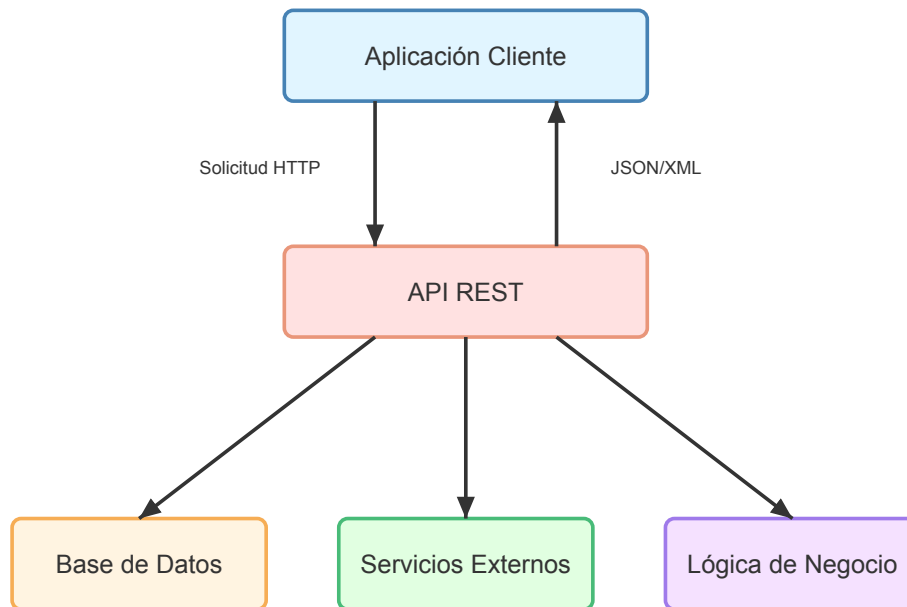 Aplicación Cliente
Solicitud HTTP
JSON/XML
API REST
Base de Datos
Servicios Externos
Lógica de Negocio